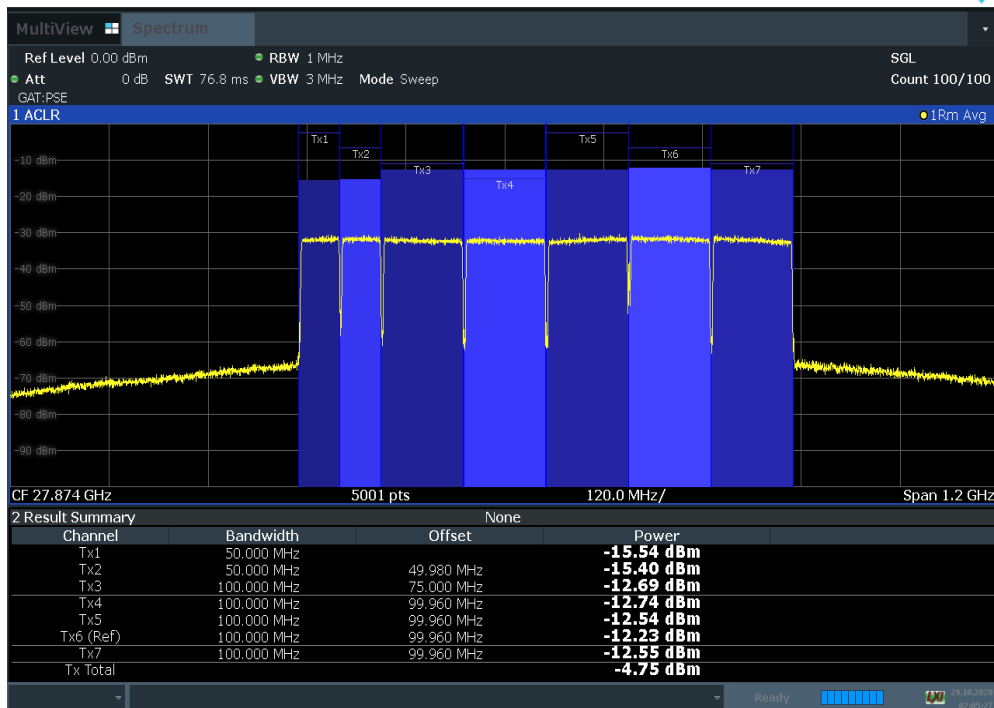 MultiView Spectrum
Ref Level 0.00 dBm RBW 1 MHz SGL
Att 0 dB SWT 76.8 ms VBW 3 MHz Mode Sweep Count 100/100
GAT:PSE
1 ACLR 1Rm Avg
Tx1 Tx5
Tx2 Tx6
-10 dBm
Tx3 Tx7
Tx4
-20 dBm
-30 dBm
-40 dBm
-50 dBm
-60 dBm
-70 dBm
-80 dBm
-90 dBm
CF 27.874 GHz 5001 pts 120.0 MHz/ Span 1.2 GHz
2 Result Summary None
Channel Bandwidth Offset Power
Tx1 50.000 MHz -15.54 dBm
Tx2 50.000 MHz 49.980 MHz -15.40 dBm
Tx3 100.000 MHz 75.000 MHz -12.69 dBm
Tx4 100.000 MHz 99.960 MHz -12.74 dBm
Tx5 100.000 MHz 99.960 MHz -12.54 dBm
Tx6 (Ref) 100.000 MHz 99.960 MHz -12.23 dBm
Tx7 100.000 MHz 99.960 MHz -12.55 dBm
Tx Total -4.75 dBm
Ready LXI 29.10.2020
02:05:27